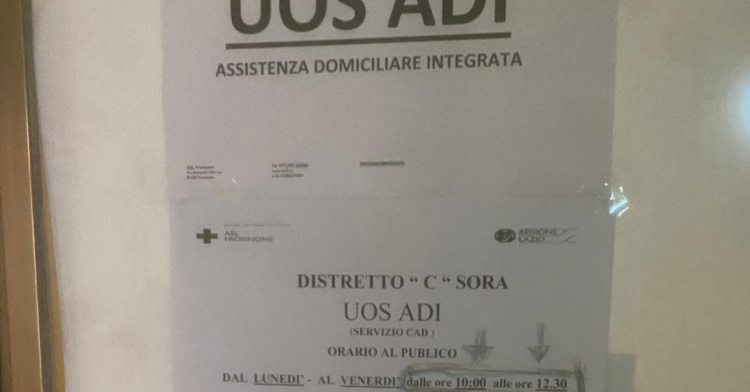 UOS ADI
ASSISTENZA DOMICILIARE INTEGRATA
ASL
FROSINONE
REGIONE
LAZIO
DISTRETTO “ C “ SORA
UOS ADI
(SERVIZIO CAD )
ORARIO AL PUBLICO
DAL LUNEDI’ - AL VENERDI’ dalle ore 10:00 alle ore 12.30